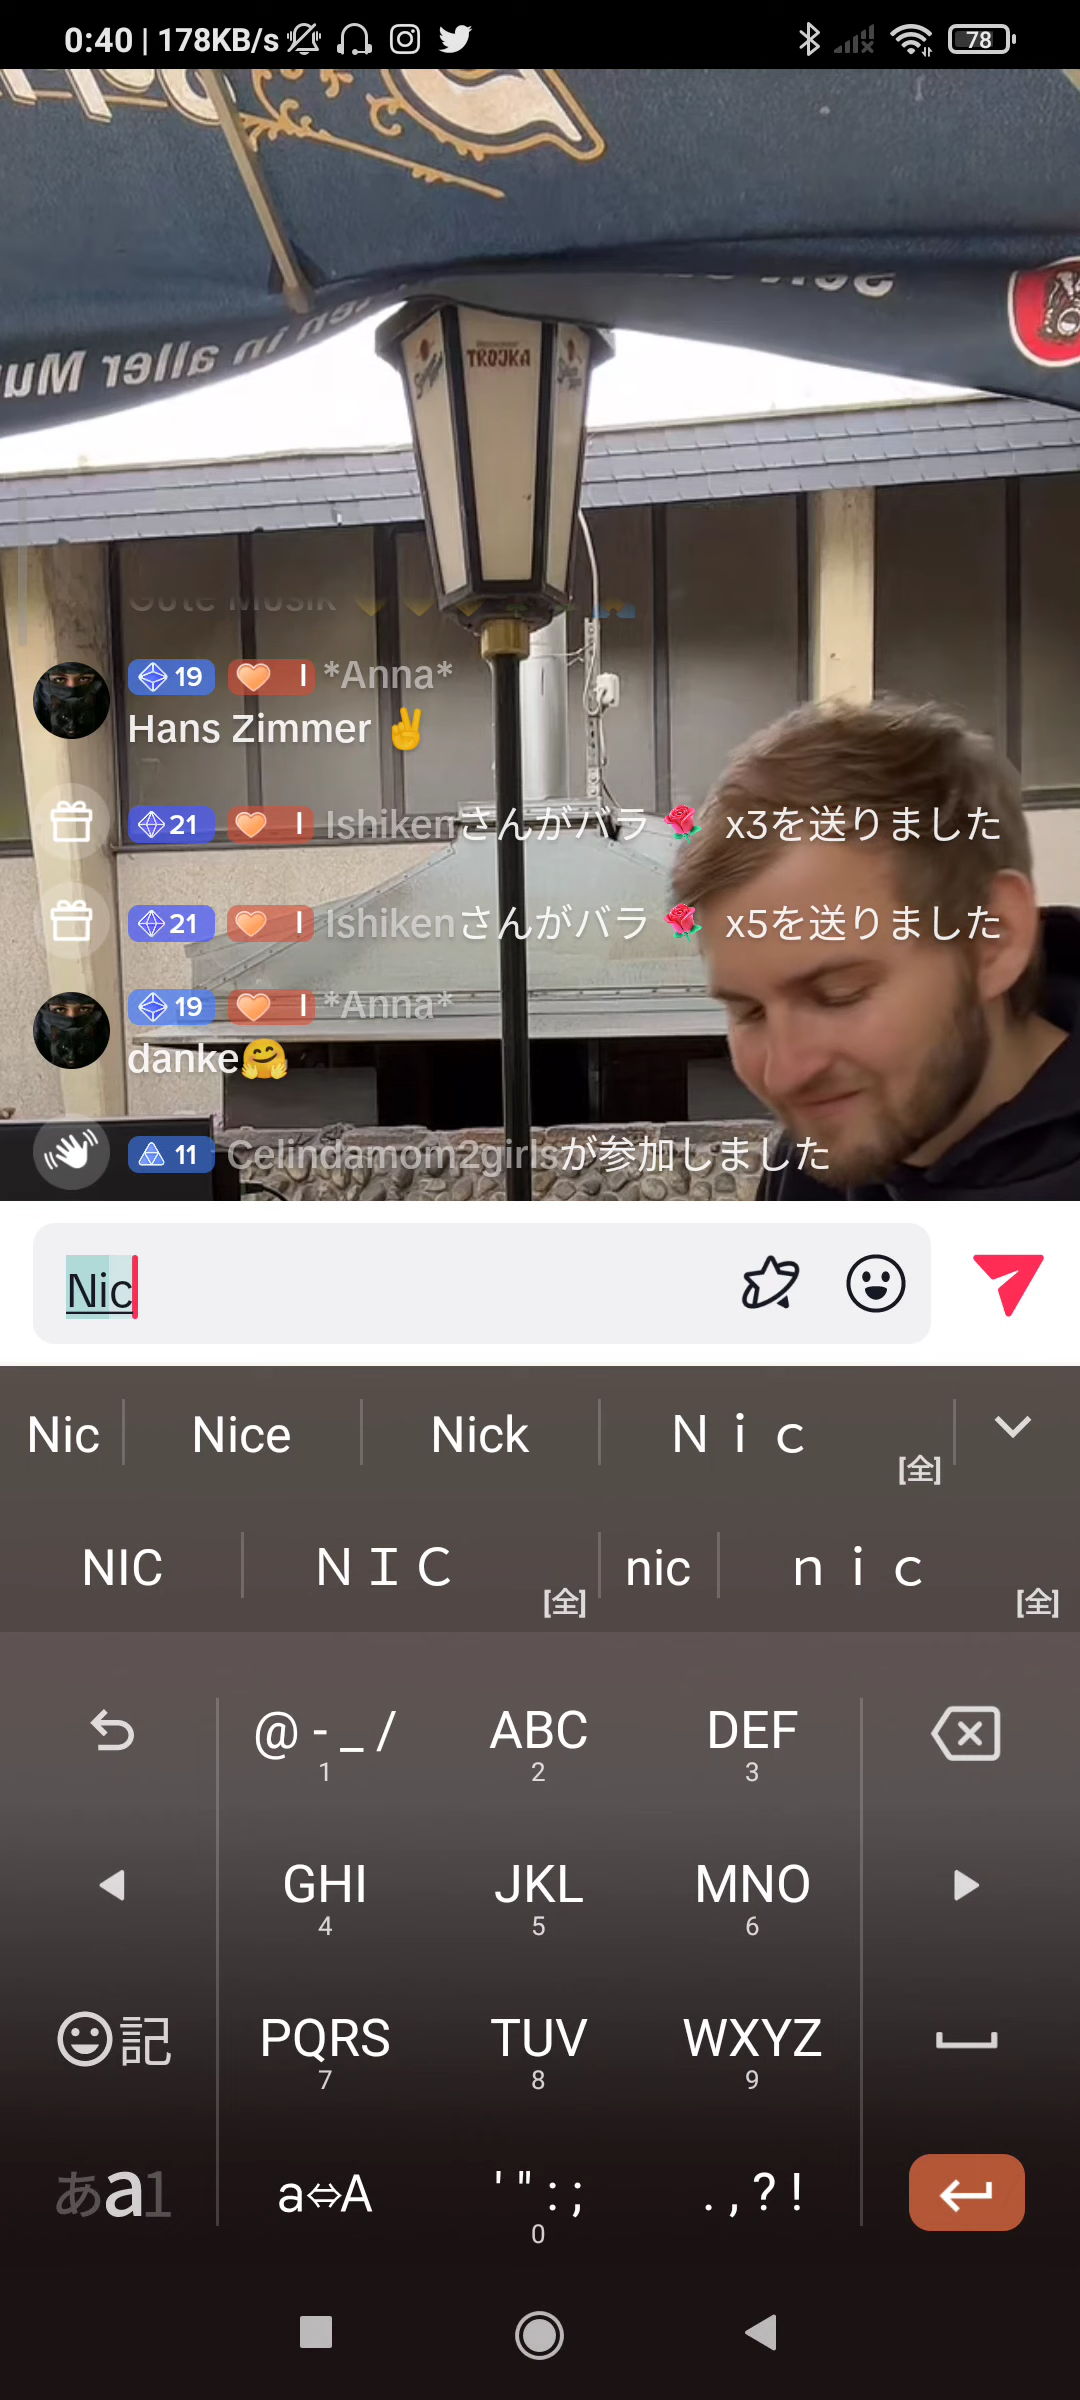 0:40 | 178KB/s
78
TROJKA
in aller
Gute Musik 💛 💛 💛
19 I *Anna*
Hans Zimmer ✌️
21 I Ishikenさんがバラ 🌹 x3を送りました
21 I Ishikenさんがバラ 🌹 x5を送りました
19 I *Anna*
danke🤗
11 Celindamom2girlsが参加しました
Nic
Nic Nice Nick Ｎｉｃ [全]
NIC ＮＩＣ [全] nic ｎｉｃ [全]
@-_/ ABC DEF
1 2 3
GHI JKL MNO
4 5 6
記 PQRS TUV WXYZ
7 8 9
あa1 a⇔A '":; .,?!
0